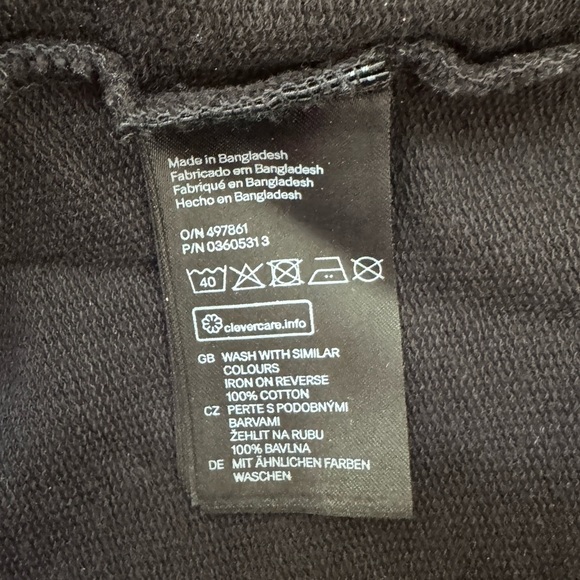 Made in Bangladesh
Fabricado em Bangladesh
Fabriqué en Bangladesh
Hecho en Bangladesh
O/N 497861
P/N 0360531 3
40
clevercare.info
GB WASH WITH SIMILAR
COLOURS
IRON ON REVERSE
100% COTTON
CZ PERTE S PODOBNÝMI
BARVAMI
ŽEHLIT NA RUBU
100% BAVLNA
DE MIT ÄHNLICHEN FARBEN
WASCHEN